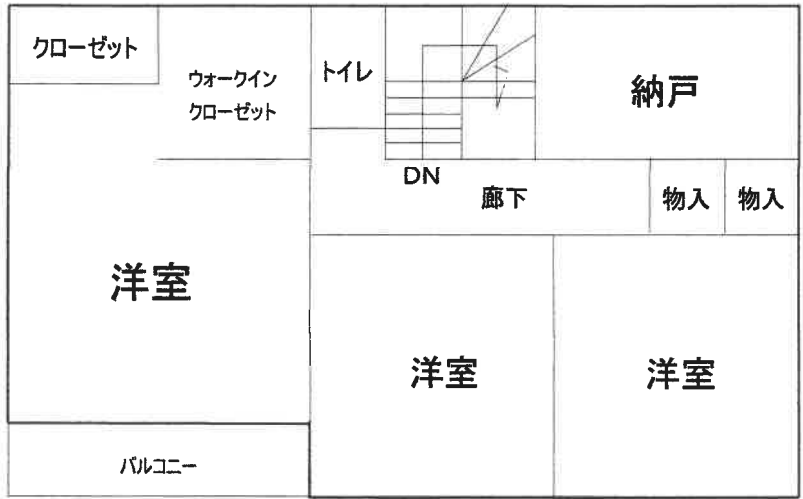 クローゼット
ウォークイン
クローゼット
トイレ
納戸
DN
廊下
物入
物入
洋室
洋室
洋室
バルコニー